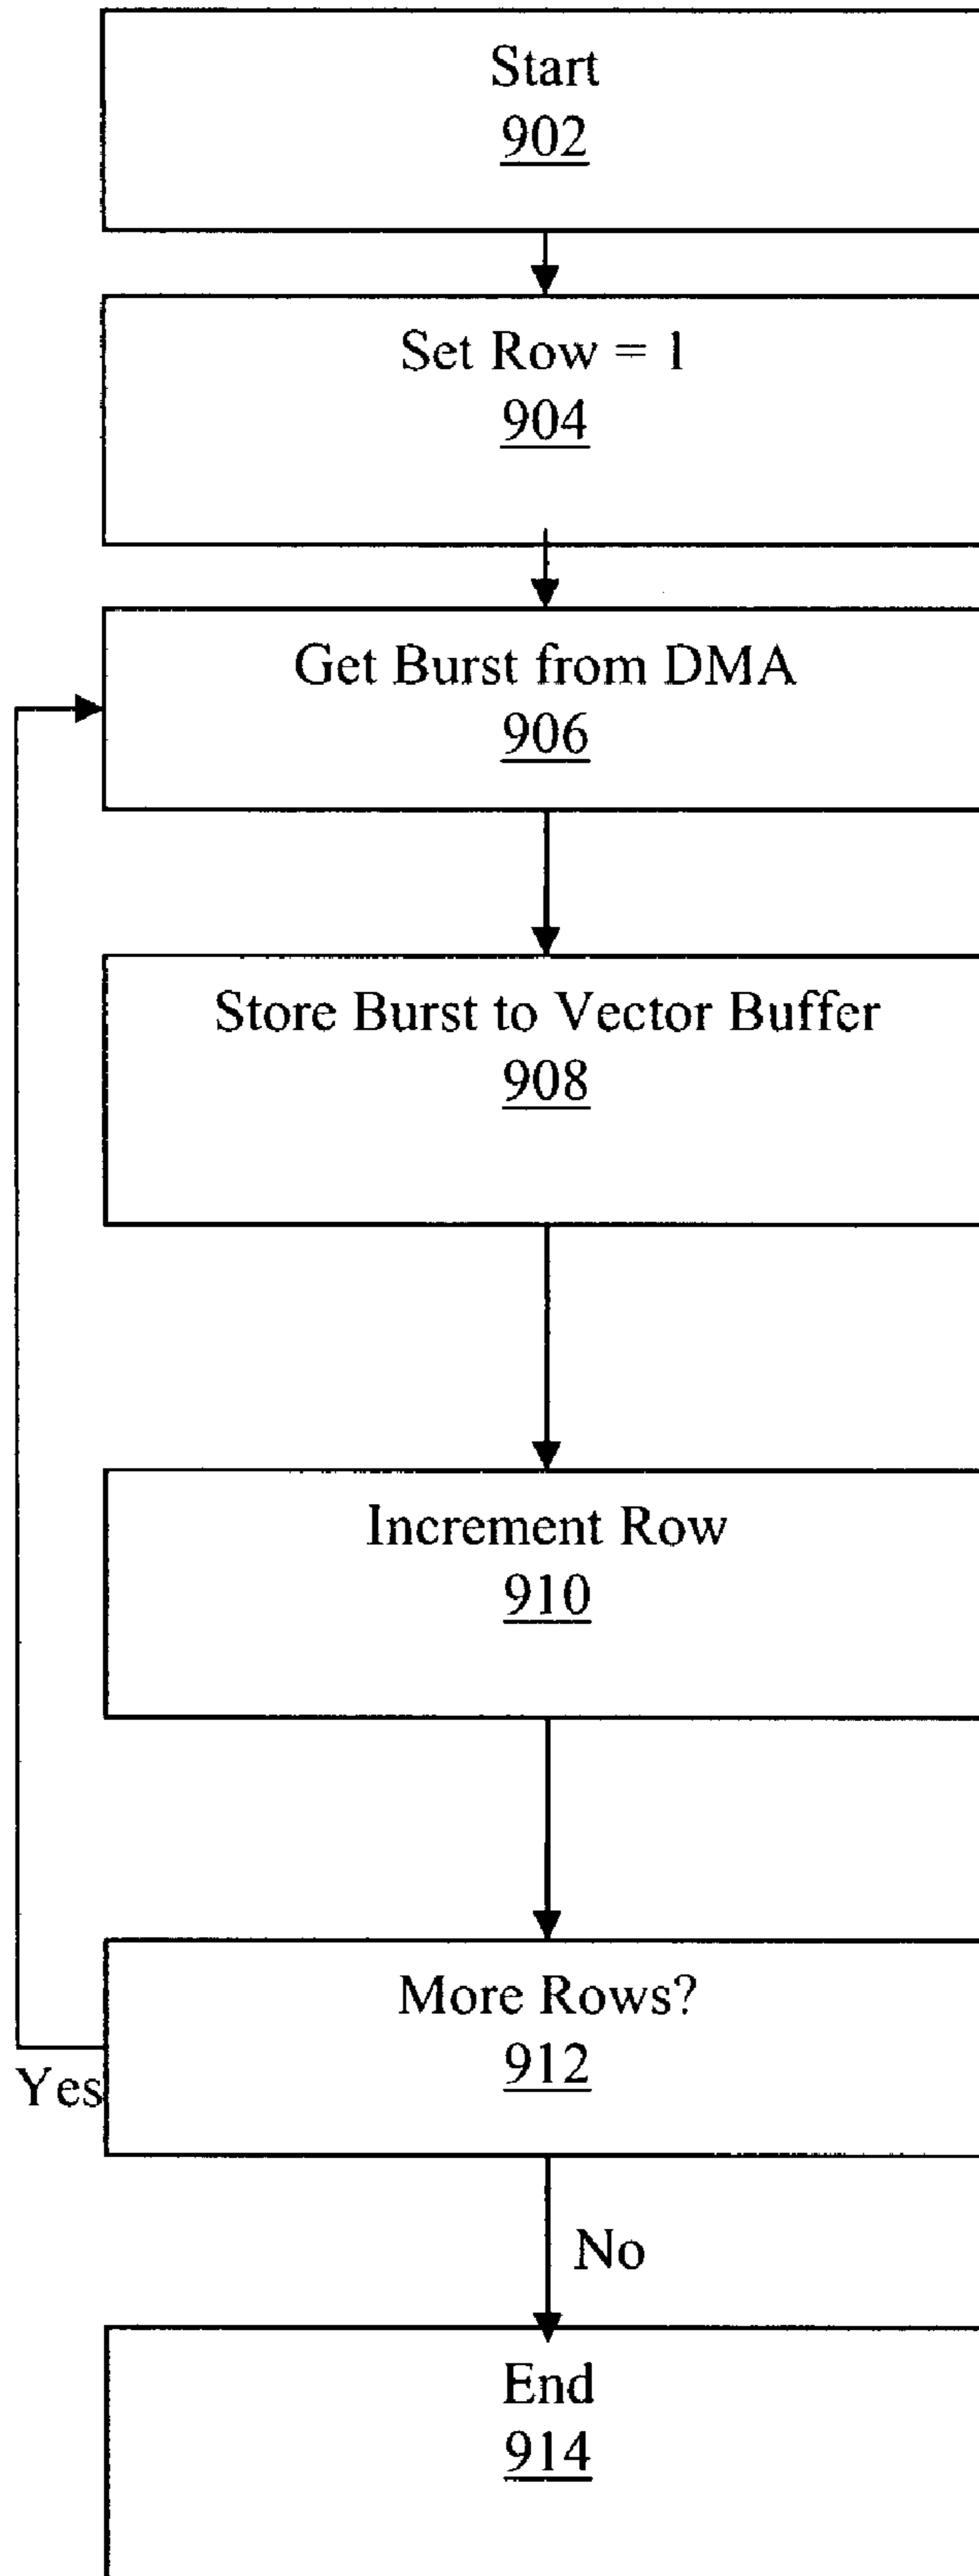 Start
902
Set Row = 1
904
Get Burst from DMA
906
Store Burst to Vector Buffer
908
Increment Row
910
More Rows?
912
Yes
No
End
914